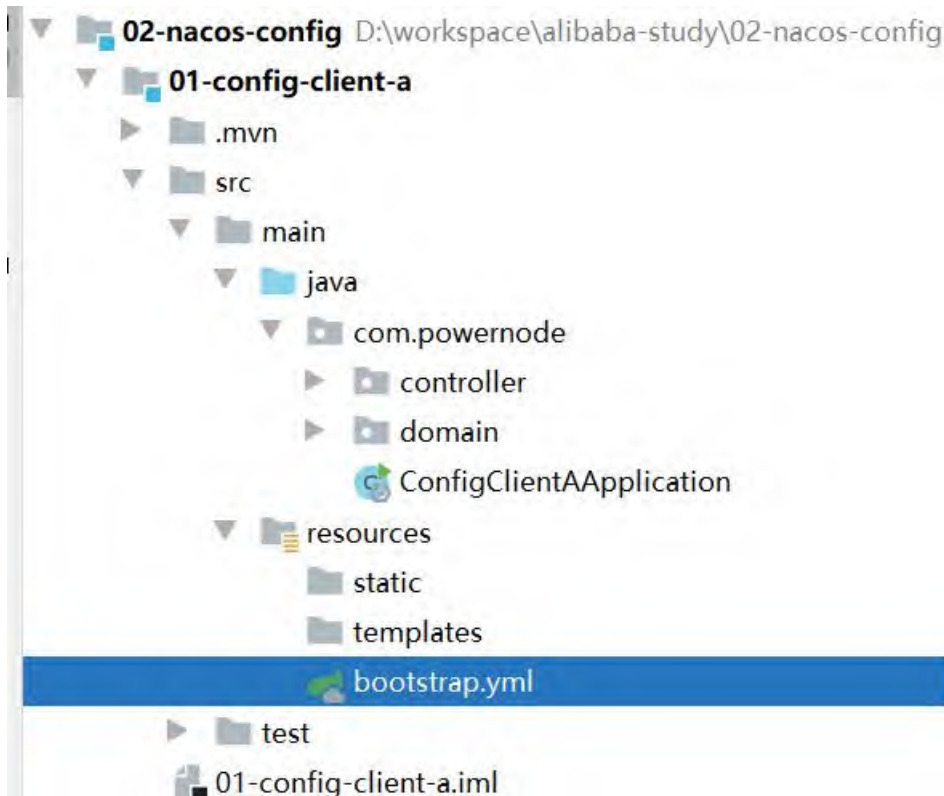 02-nacos-config D:\workspace\alibaba-study\02-nacos-config
01-config-client-a
.mvn
src
main
java
com.powernode
controller
domain
ConfigClientAApplication
resources
static
templates
bootstrap.yml
test
01-config-client-a.iml